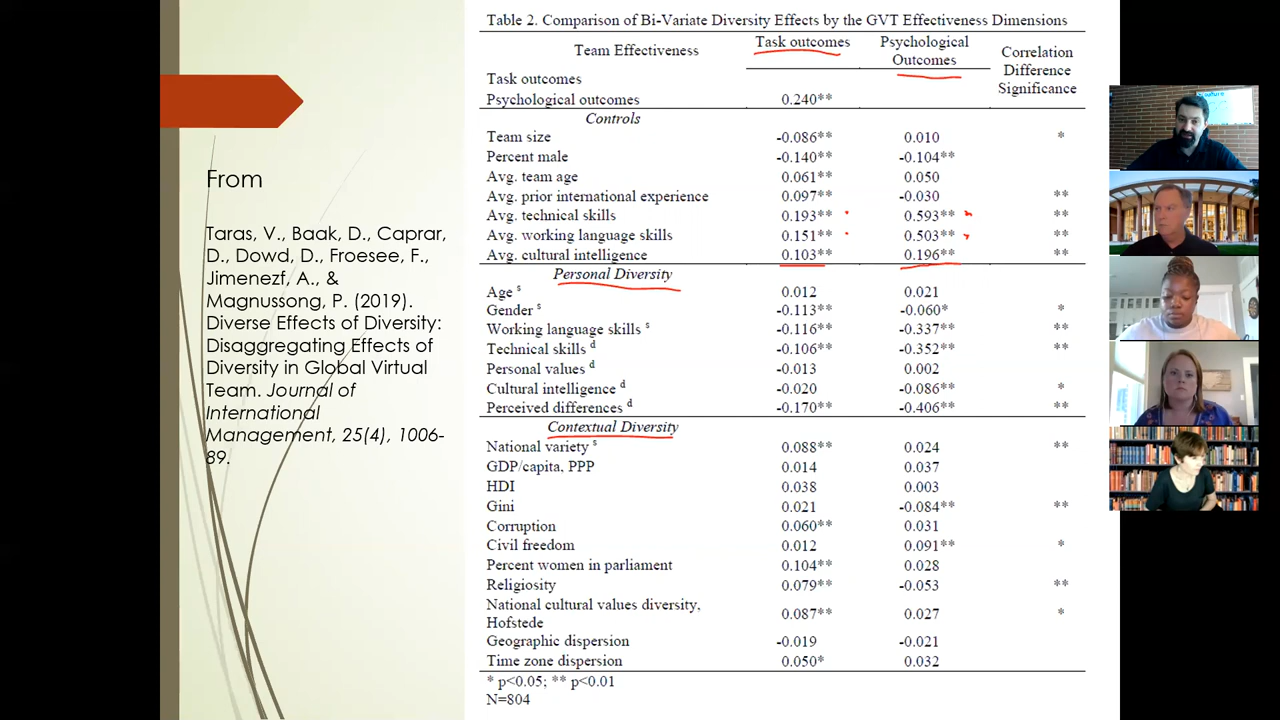 From
Taras, V., Baak, D., Caprar,
D., Dowd, D., Froesee, F.,
Jimenezf, A., &
Magnussong, P. (2019).
Diverse Effects of Diversity:
Disaggregating Effects of
Diversity in Global Virtual
Team. Journal of
International
Management, 25(4), 1006-
89.
Table 2. Comparison of Bi-Variate Diversity Effects by the GVT Effectiveness Dimensions
Team Effectiveness Task outcomes Psychological Outcomes Correlation Difference Significance
Task outcomes
Psychological outcomes 0.240**
Controls
Team size -0.086** 0.010 *
Percent male -0.140** -0.104**
Avg. team age 0.061** 0.050
Avg. prior international experience 0.097** -0.030 **
Avg. technical skills 0.193** 0.593** **
Avg. working language skills 0.151** 0.503** **
Avg. cultural intelligence 0.103** 0.196** **
Personal Diversity
Age s 0.012 0.021
Gender s -0.113** -0.060* *
Working language skills s -0.116** -0.337** **
Technical skills d -0.106** -0.352** **
Personal values d -0.013 0.002
Cultural intelligence d -0.020 -0.086** *
Perceived differences d -0.170** -0.406** **
Contextual Diversity
National variety s 0.088** 0.024 **
GDP/capita, PPP 0.014 0.037
HDI 0.038 0.003
Gini 0.021 -0.084** **
Corruption 0.060** 0.031
Civil freedom 0.012 0.091** *
Percent women in parliament 0.104** 0.028
Religiosity 0.079** -0.053 **
National cultural values diversity,
Hofstede 0.087** 0.027 *
Geographic dispersion -0.019 -0.021
Time zone dispersion 0.050* 0.032
* p<0.05; ** p<0.01
N=804